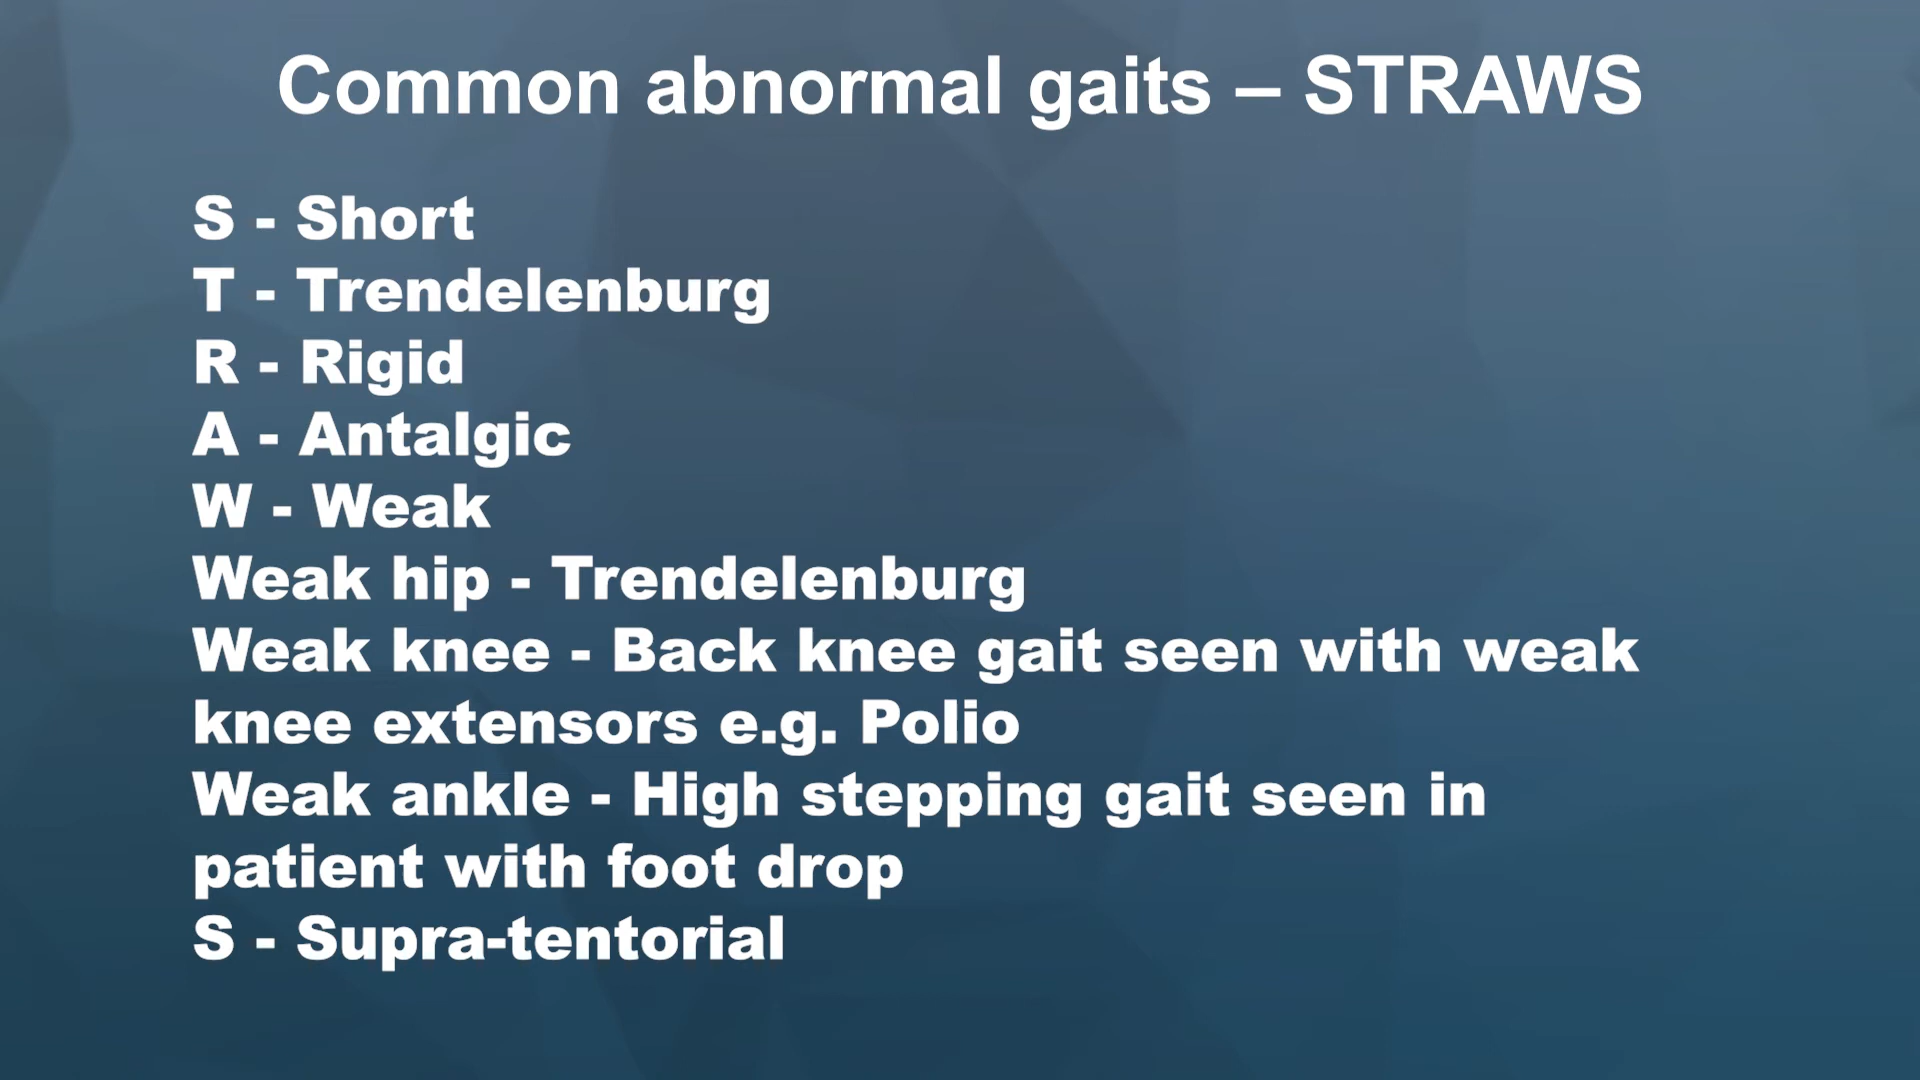 Common abnormal gaits – STRAWS
S - Short
T - Trendelenburg
R - Rigid
A - Antalgic
W - Weak
Weak hip - Trendelenburg
Weak knee - Back knee gait seen with weak
knee extensors e.g. Polio
Weak ankle - High stepping gait seen in
patient with foot drop
S - Supra-tentorial